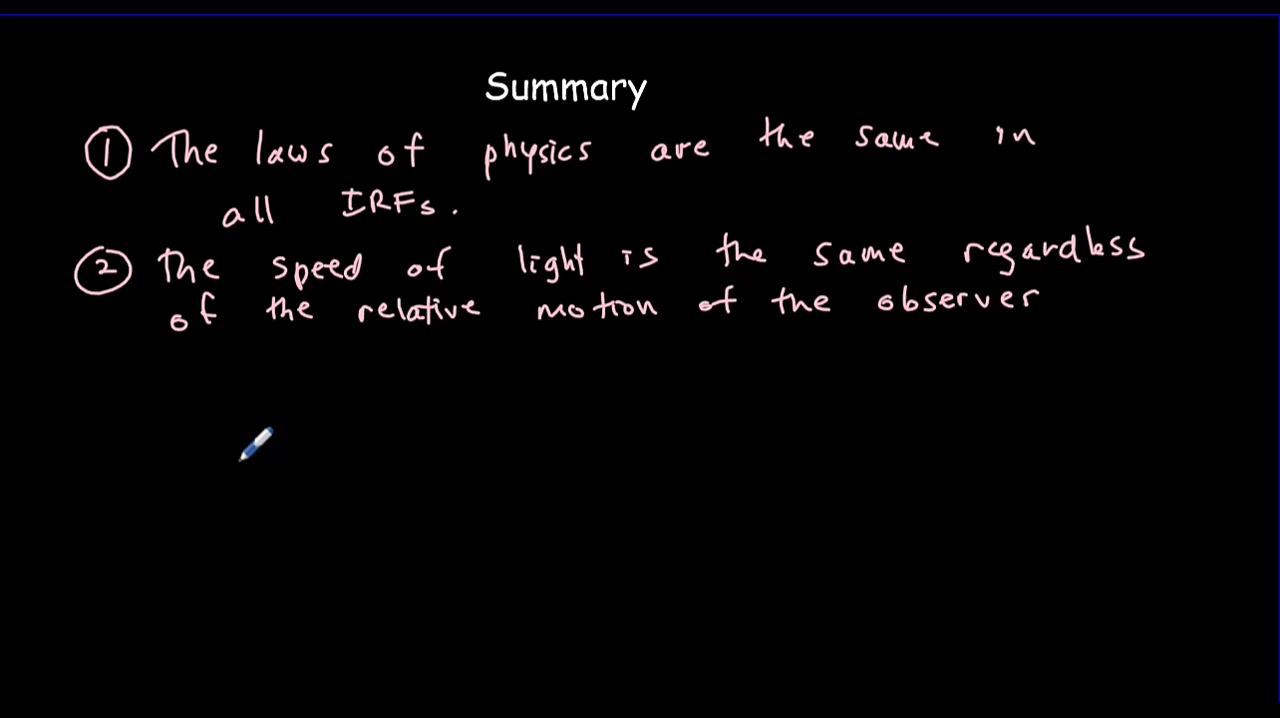 Summary
① The laws of physics are the same in
all IRFs.
② The speed of light is the same regardless
of the relative motion of the observer